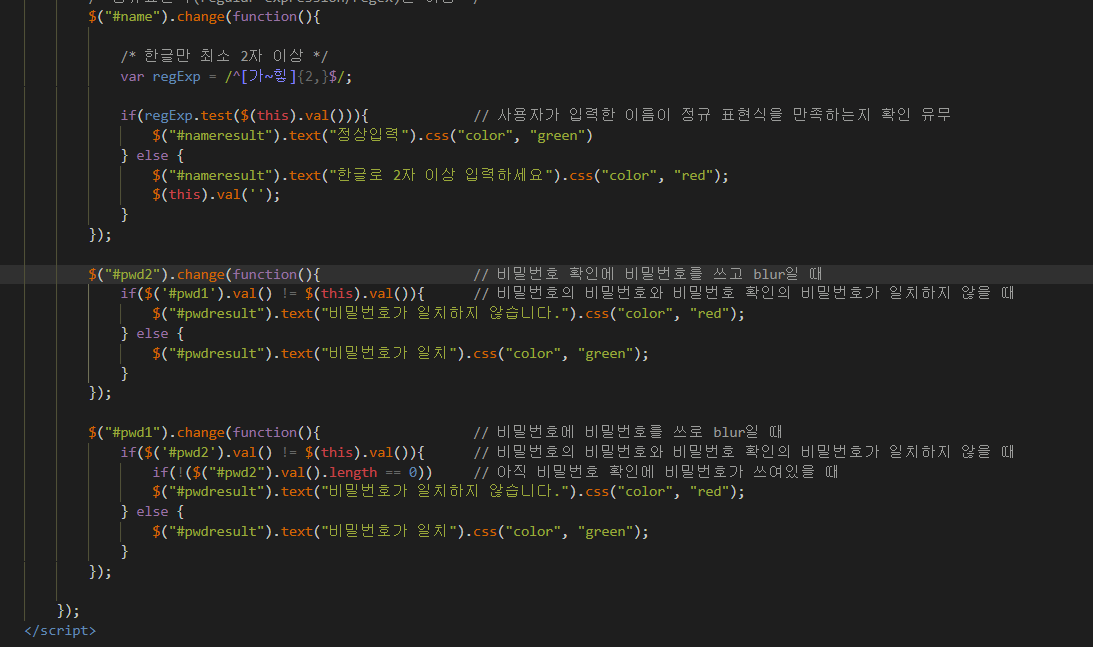 $("#name").change(function(){
/* 한글만 최소 2자 이상 */
var regExp = /^[가~힣]{2,}$/;
if(regExp.test($(this).val())){ // 사용자가 입력한 이름이 정규 표현식을 만족하는지 확인 유무
$("#nameresult").text("정상입력").css("color", "green")
} else {
$("#nameresult").text("한글로 2자 이상 입력하세요").css("color", "red");
$(this).val('');
}
});
$("#pwd2").change(function(){ // 비밀번호 확인에 비밀번호를 쓰고 blur일 때
if($('#pwd1').val() != $(this).val()){ // 비밀번호의 비밀번호와 비밀번호 확인의 비밀번호가 일치하지 않을 때
$("#pwdresult").text("비밀번호가 일치하지 않습니다.").css("color", "red");
} else {
$("#pwdresult").text("비밀번호가 일치").css("color", "green");
}
});
$("#pwd1").change(function(){ // 비밀번호에 비밀번호를 쓰로 blur일 때
if($('#pwd2').val() != $(this).val()){ // 비밀번호의 비밀번호와 비밀번호 확인의 비밀번호가 일치하지 않을 때
if(!($("#pwd2").val().length == 0)) // 아직 비밀번호 확인에 비밀번호가 쓰여있을 때
$("#pwdresult").text("비밀번호가 일치하지 않습니다.").css("color", "red");
} else {
$("#pwdresult").text("비밀번호가 일치").css("color", "green");
}
});
});
</script>